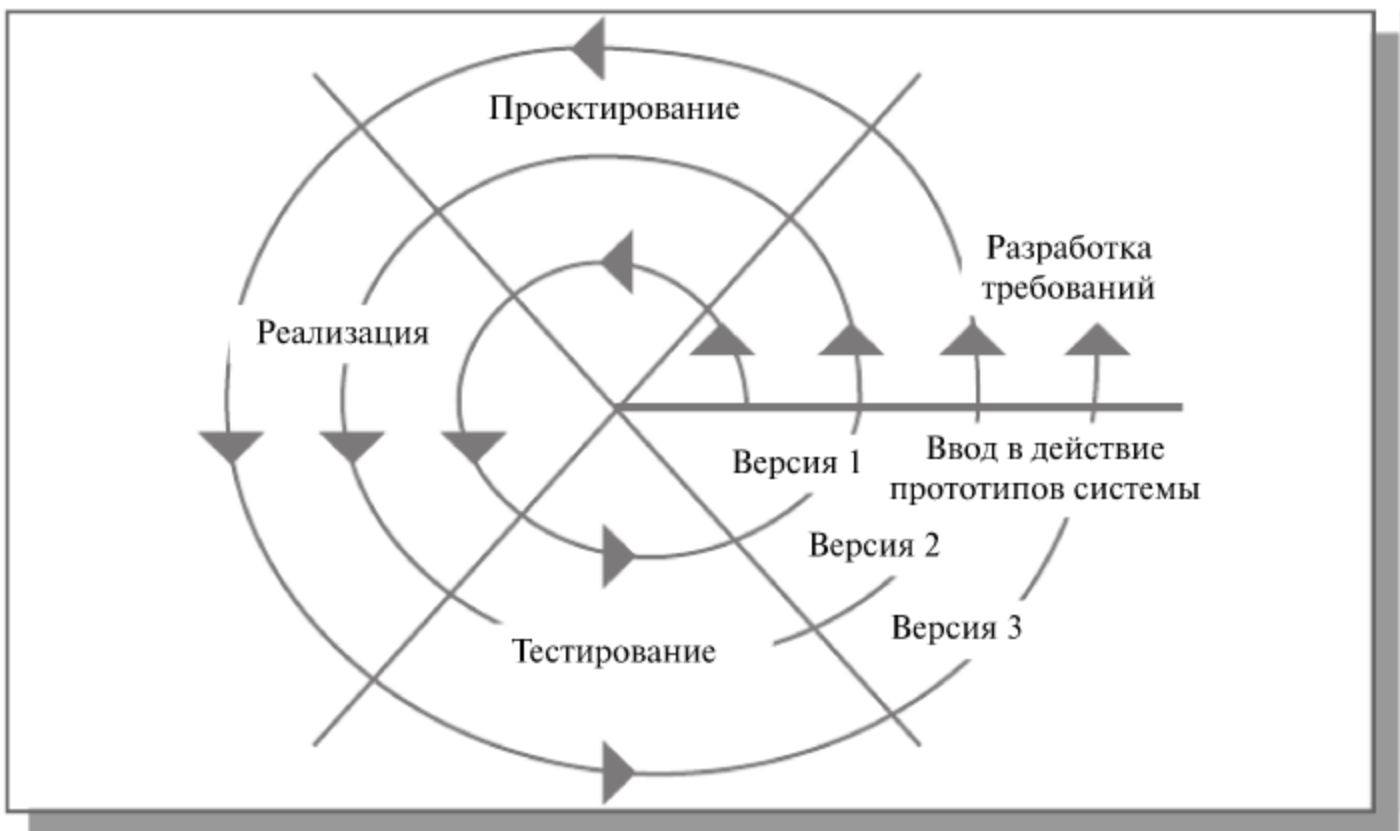 Проектирование
Разработка
требований
Реализация
Ввод в действие
прототипов системы
Версия 1
Версия 2
Версия 3
Тестирование